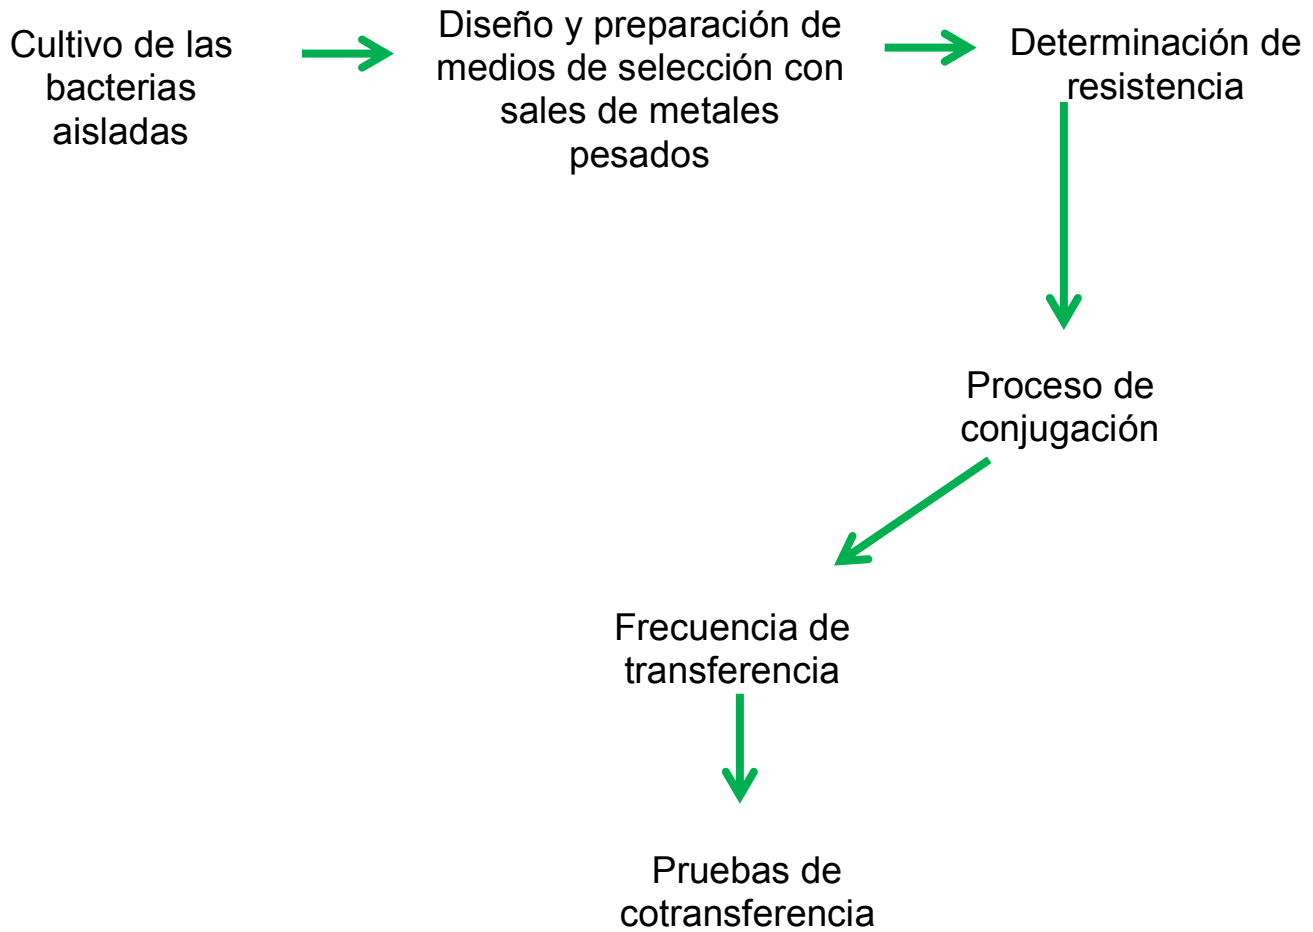 Cultivo de las
bacterias
aisladas
Diseño y preparación de
medios de selección con
sales de metales
pesados
Determinación de
resistencia
Proceso de
conjugación
Frecuencia de
transferencia
Pruebas de
cotransferencia